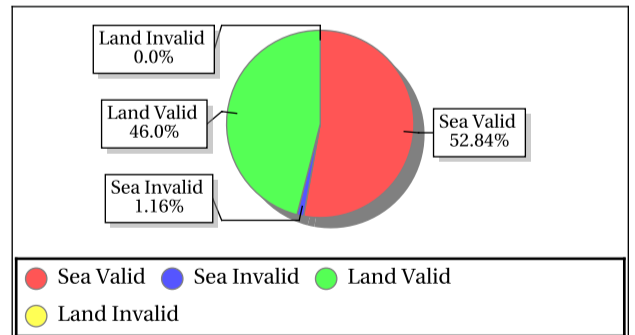 Land Invalid
0.0%
Land Valid
46.0%
Sea Valid
52.84%
Sea Invalid
1.16%
Sea Valid
Sea Invalid
Land Valid
Land Invalid